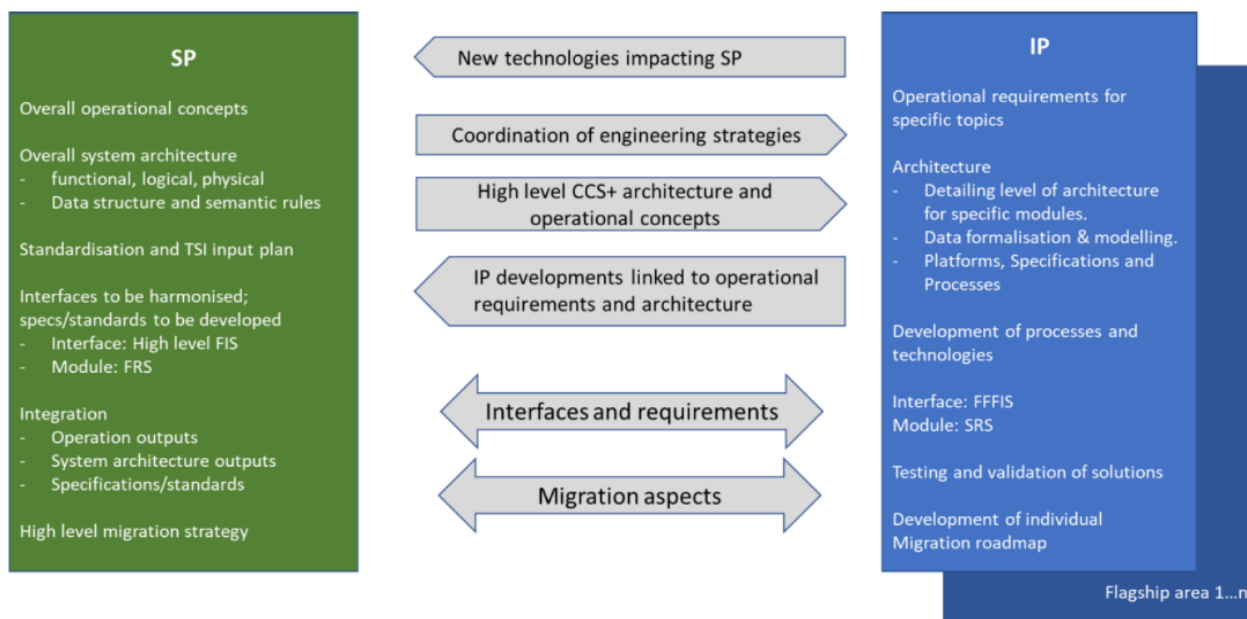 SP
Overall operational concepts
Overall system architecture
- functional, logical, physical
- Data structure and semantic rules
Standardisation and TSI input plan
Interfaces to be harmonised;
specs/standards to be developed
- Interface: High level FIS
- Module: FRS
Integration
- Operation outputs
- System architecture outputs
- Specifications/standards
High level migration strategy
New technologies impacting SP
Coordination of engineering strategies
High level CCS+ architecture and
operational concepts
IP developments linked to operational
requirements and architecture
Interfaces and requirements
Migration aspects
IP
Operational requirements for
specific topics
Architecture
- Detailing level of architecture
for specific modules.
- Data formalisation & modelling.
- Platforms, Specifications and
Processes
Development of processes and
technologies
Interface: FFFIS
Module: SRS
Testing and validation of solutions
Development of individual
Migration roadmap
Flagship area 1...n